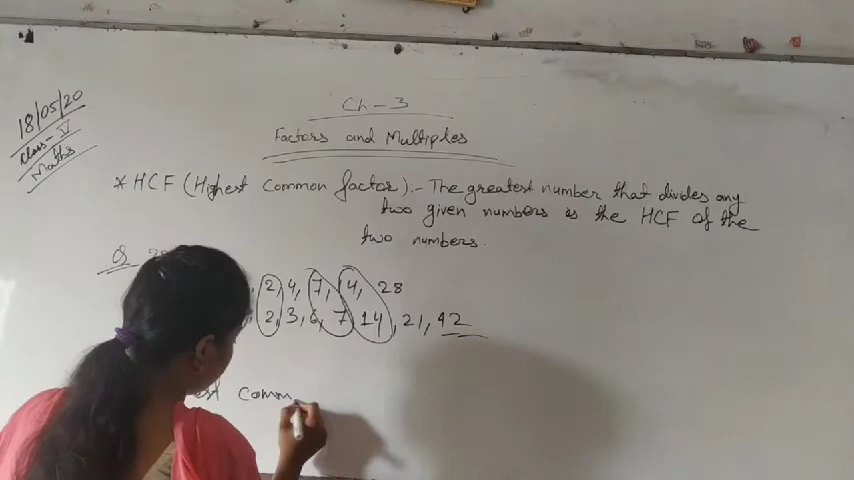 18/05/20
Class - V
Maths
Ch - 3
Factors and Multiples
* HCF (Highest Common factor) :- The greatest number that divides any
two given numbers is the HCF of the
two numbers.
Q.
2, 4, 7, 14, 28
2, 3, 6, 7, 14, 21, 42
est Comm